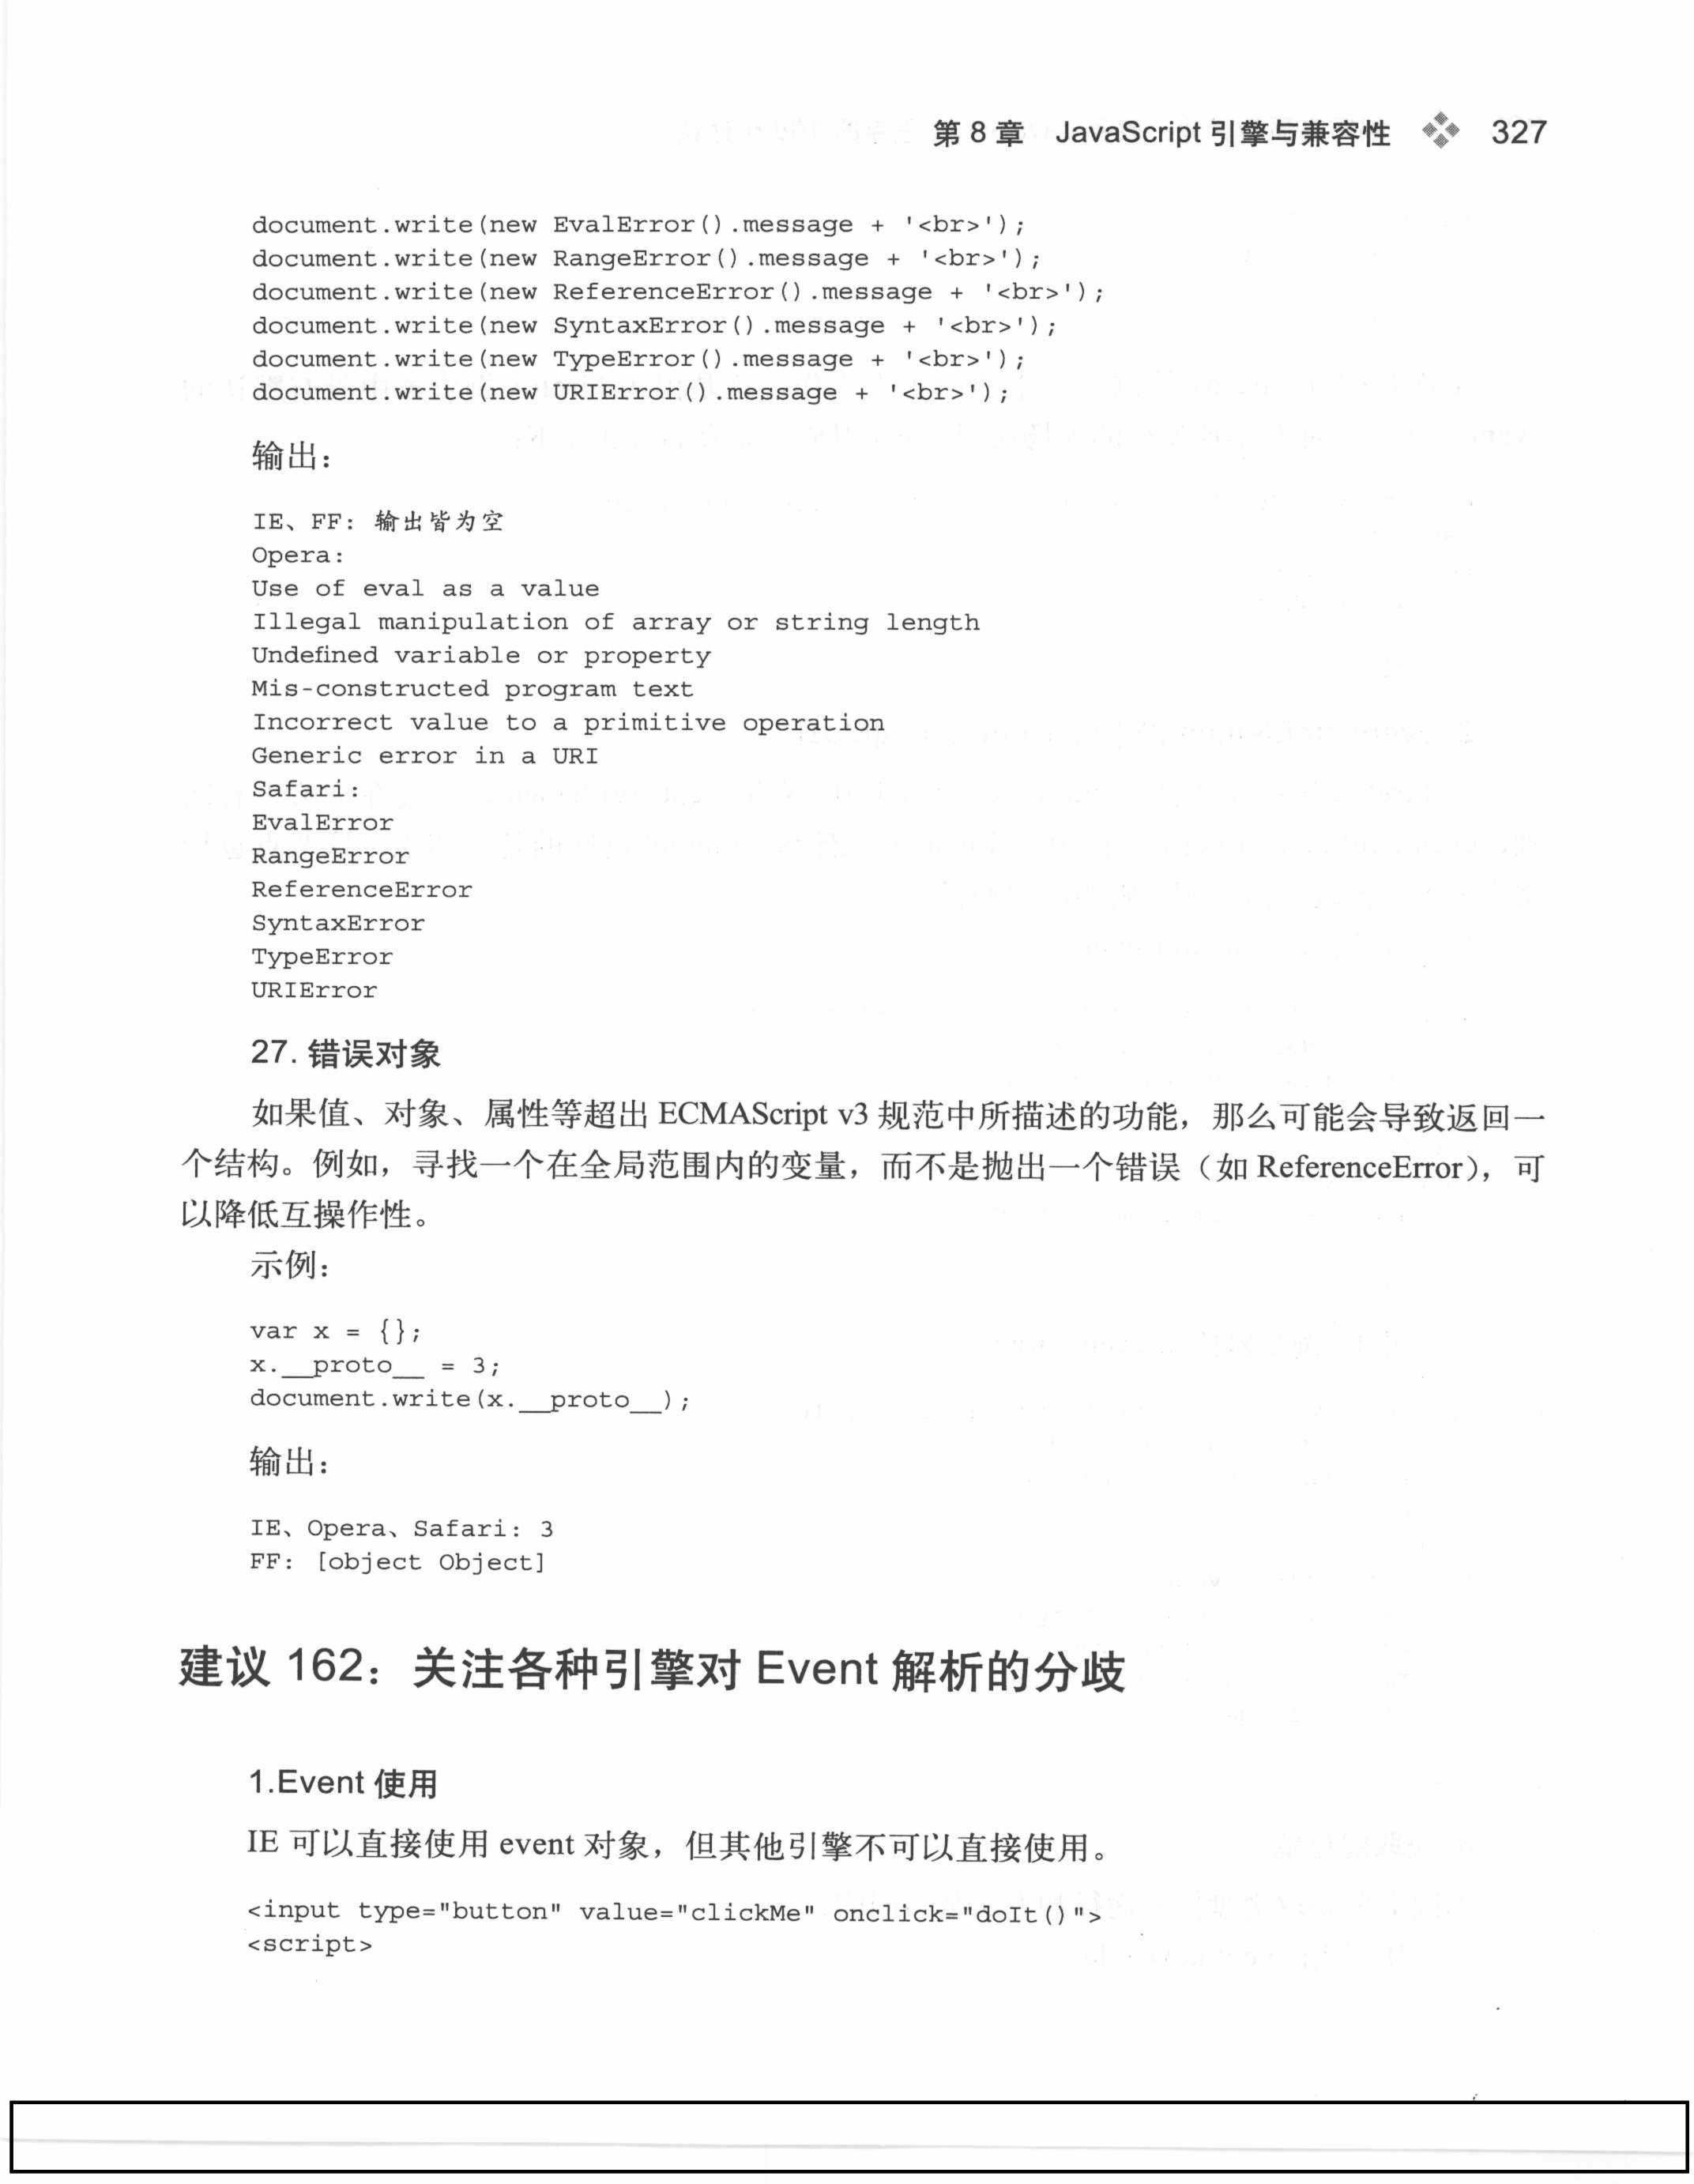 第 8 章 JavaScript 引擎与兼容性 327
document.write(new EvalError().message + '<br>');
document.write(new RangeError().message + '<br>');
document.write(new ReferenceError().message + '<br>');
document.write(new SyntaxError().message + '<br>');
document.write(new TypeError().message + '<br>');
document.write(new URIError().message + '<br>');
输出：
IE、FF: 输出皆为空
Opera:
Use of eval as a value
Illegal manipulation of array or string length
Undefined variable or property
Mis-constructed program text
Incorrect value to a primitive operation
Generic error in a URI
Safari:
EvalError
RangeError
ReferenceError
SyntaxError
TypeError
URIError
27. 错误对象
如果值、对象、属性等超出 ECMAScript v3 规范中所描述的功能，那么可能会导致返回一
个结构。例如，寻找一个在全局范围内的变量，而不是抛出一个错误（如 ReferenceError），可
以降低互操作性。
示例：
var x = {};
x.__proto__ = 3;
document.write(x.__proto__);
输出：
IE、Opera、Safari: 3
FF: [object Object]
建议 162：关注各种引擎对 Event 解析的分歧
1.Event 使用
IE 可以直接使用 event 对象，但其他引擎不可以直接使用。
<input type="button" value="clickMe" onclick="doIt()">
<script>